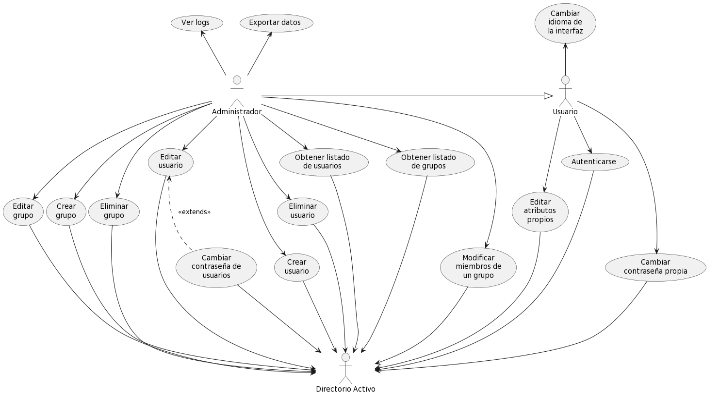 Ver logs
Exportar datos
Cambiar
idioma de
la interfaz
Administrador
Usuario
Editar
usuario
Obtener listado
de usuarios
Obtener listado
de grupos
Autenticarse
Editar
grupo
Crear
grupo
Eliminar
grupo
«extends»
Eliminar
usuario
Editar
atributos
propios
Cambiar
contraseña de
usuarios
Crear
usuario
Modificar
miembros de
un grupo
Cambiar
contraseña propia
Directorio Activo